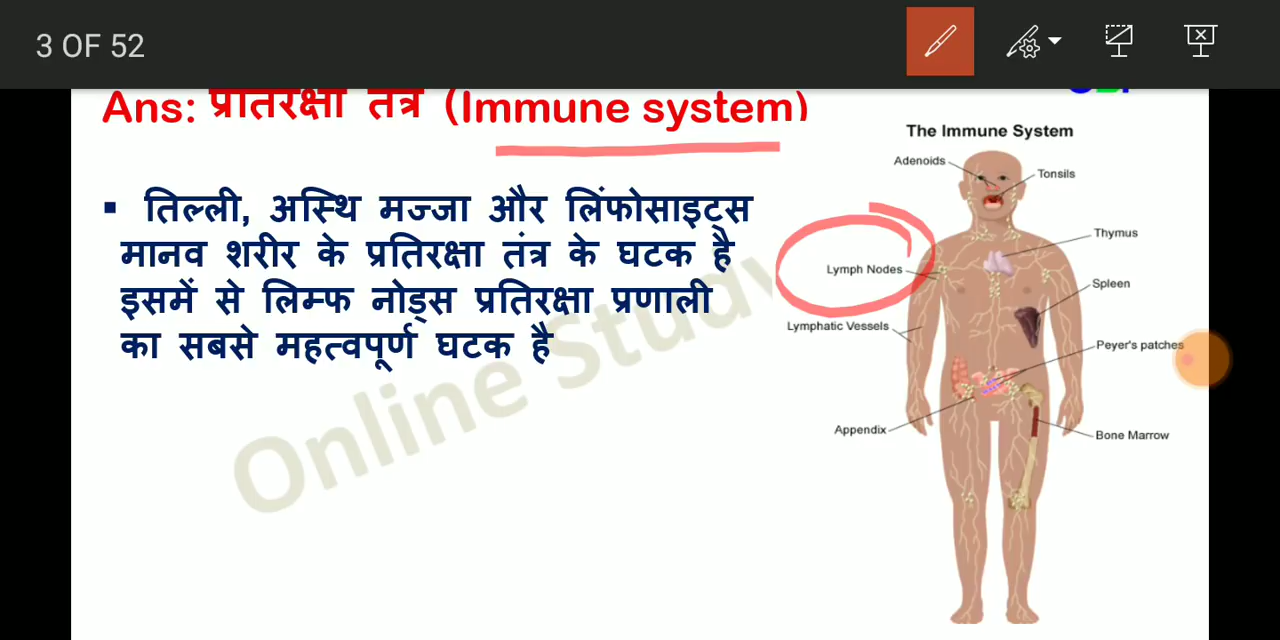 3 OF 52
Ans: प्रतिरक्षा तंत्र (Immune system)
The Immune System
Adenoids
Tonsils
▪ तिल्ली, अस्थि मज्जा और लिंफोसाइट्स
मानव शरीर के प्रतिरक्षा तंत्र के घटक है
इसमें से लिम्फ नोड्स प्रतिरक्षा प्रणाली
का सबसे महत्वपूर्ण घटक है
Thymus
Lymph Nodes
Spleen
Lymphatic Vessels
Peyer's patches
Appendix
Bone Marrow
Online Study